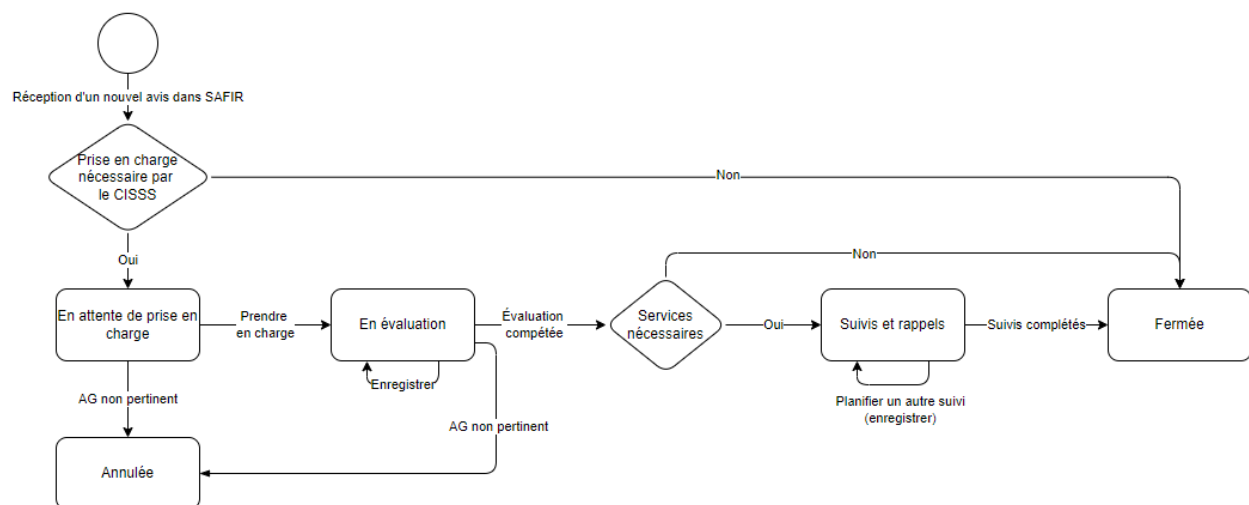 Réception d'un nouvel avis dans SAFIR
Prise en charge
nécessaire par
le CISSS
Non
Oui
Non
En attente de prise en
charge
Prendre
en charge
En évaluation
Évaluation
compétée
Services
nécessaires
Oui
Suivis et rappels
Suivis complétés
Fermée
Enregistrer
Planifier un autre suivi
(enregistrer)
AG non pertinent
AG non pertinent
Annulée